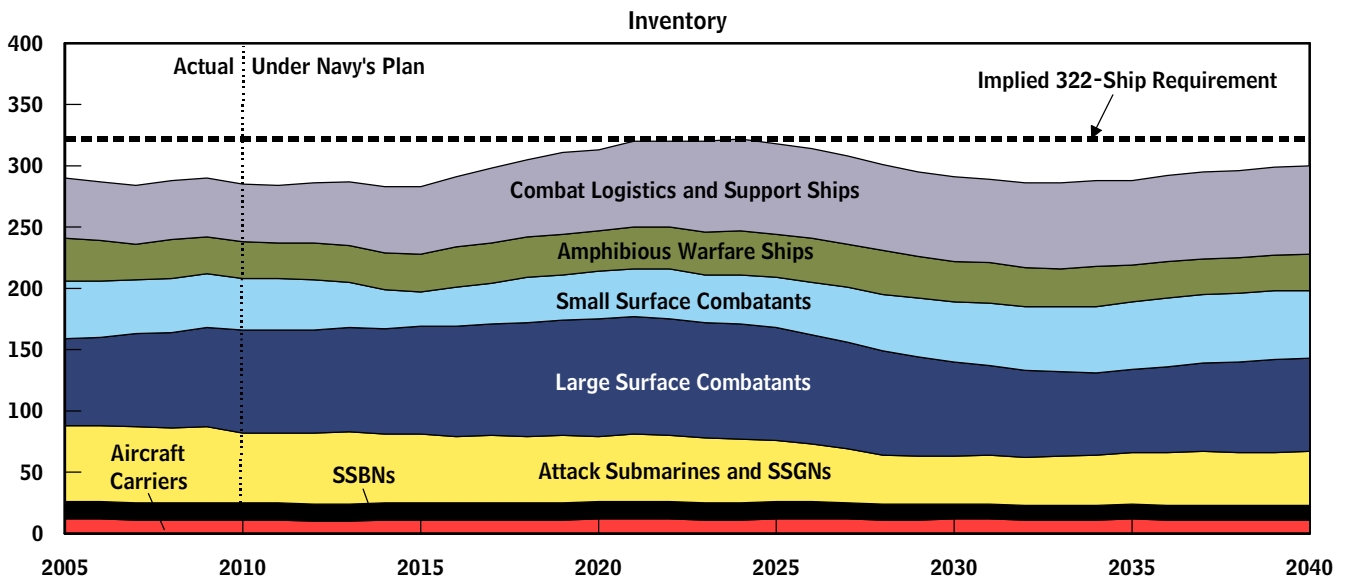 Inventory
400
Actual Under Navy's Plan
Implied 322-Ship Requirement
350
300
Combat Logistics and Support Ships
250
Amphibious Warfare Ships
200
Small Surface Combatants
150
Large Surface Combatants
100
Aircraft
Carriers
SSBNs
Attack Submarines and SSGNs
50
0
2005 2010 2015 2020 2025 2030 2035 2040